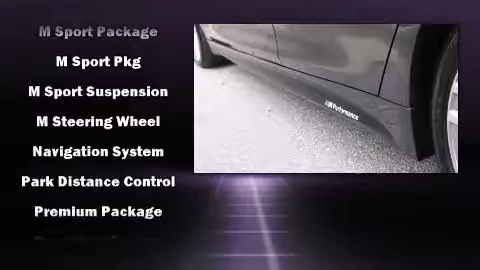 M Sport Package
M Sport Pkg
M Sport Suspension
M Steering Wheel
Navigation System
Park Distance Control
Premium Package
M Performance